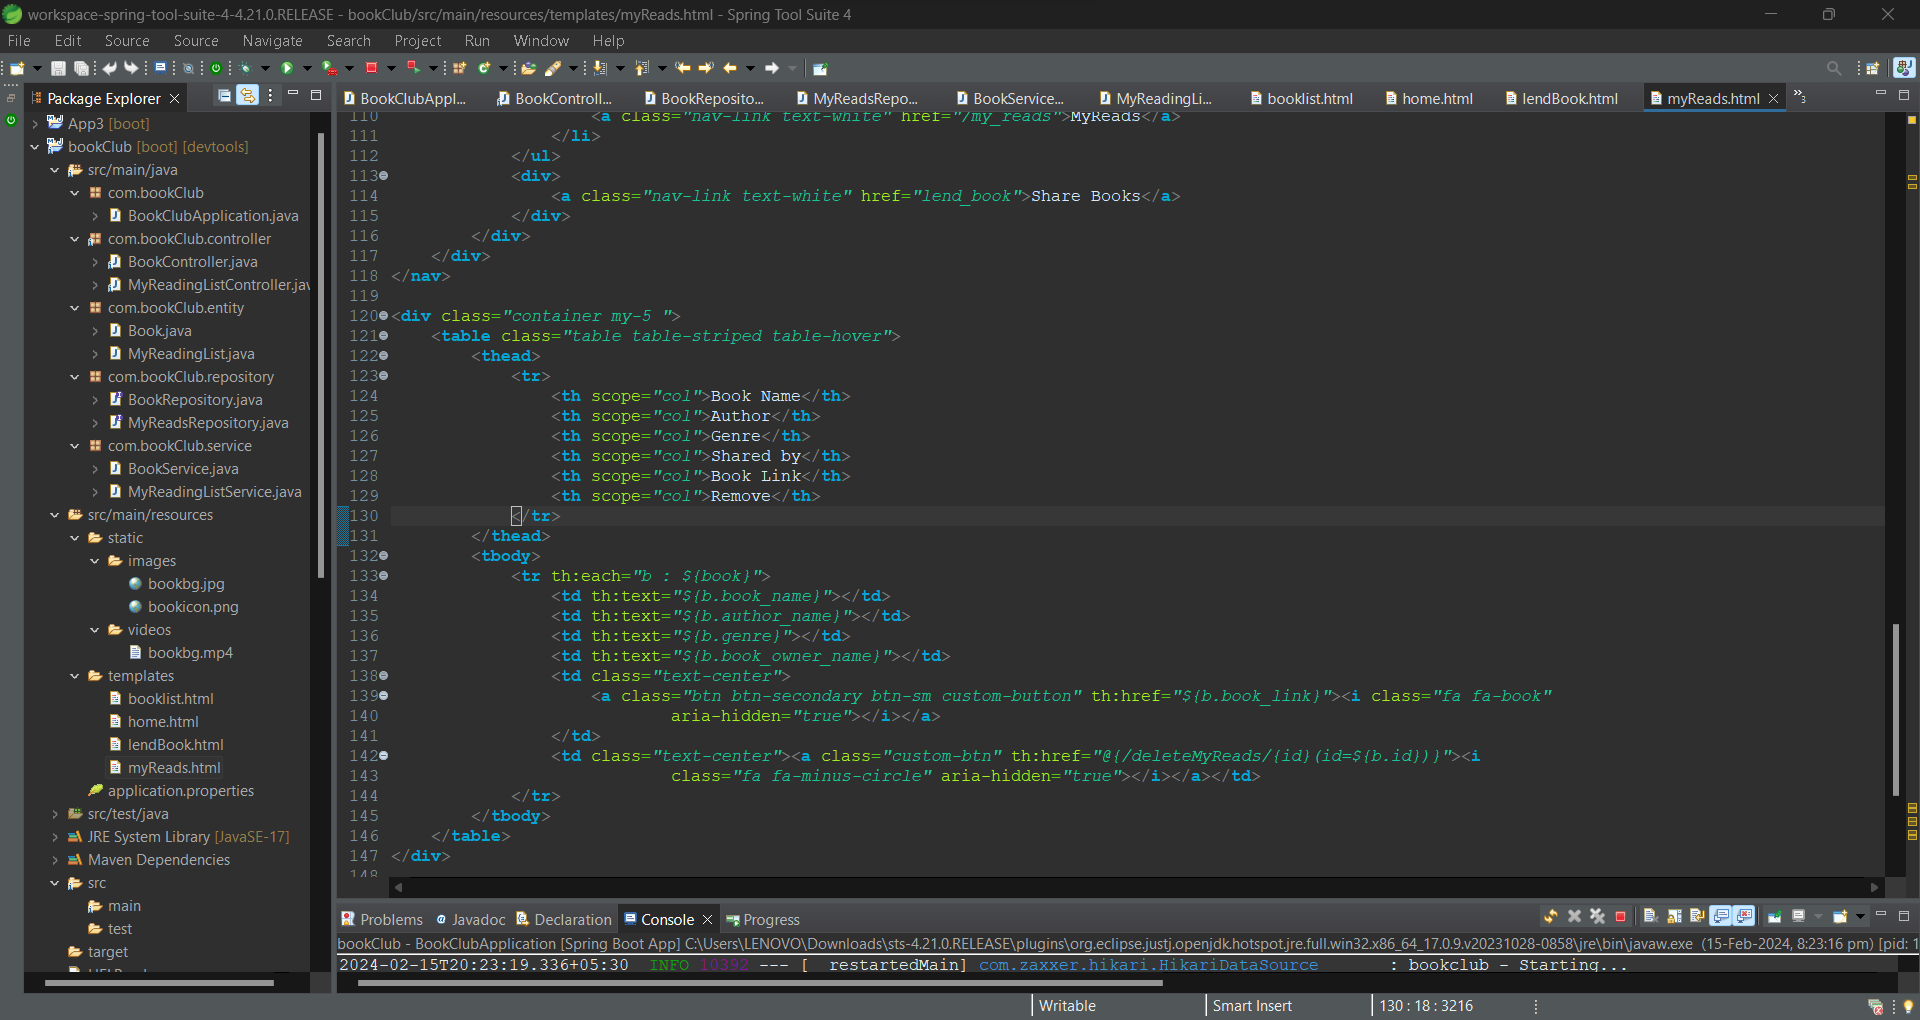 workspace-spring-tool-suite-4-4.21.0.RELEASE - bookClub/src/main/resources/templates/myReads.html - Spring Tool Suite 4
File Edit Source Source Navigate Search Project Run Window Help
Package Explorer
App3 [boot]
bookClub [boot] [devtools]
src/main/java
com.bookClub
BookClubApplication.java
com.bookClub.controller
BookController.java
MyReadingListController.jav
com.bookClub.entity
Book.java
MyReadingList.java
com.bookClub.repository
BookRepository.java
MyReadsRepository.java
com.bookClub.service
BookService.java
MyReadingListService.java
src/main/resources
static
images
bookbg.jpg
bookicon.png
videos
bookbg.mp4
templates
booklist.html
home.html
lendBook.html
myReads.html
application.properties
src/test/java
JRE System Library [JavaSE-17]
Maven Dependencies
src
main
test
target
BookClubAppl... BookControll... BookReposito... MyReadsRepo... BookService... MyReadingLi... booklist.html home.html lendBook.html myReads.html »3
110 <a class="nav-link text-white" href="/my_reads">MyReads</a>
111 </li>
112 </ul>
113 <div>
114 <a class="nav-link text-white" href="lend_book">Share Books</a>
115 </div>
116 </div>
117 </div>
118 </nav>
119
120 <div class="container my-5 ">
121 <table class="table table-striped table-hover">
122 <thead>
123 <tr>
124 <th scope="col">Book Name</th>
125 <th scope="col">Author</th>
126 <th scope="col">Genre</th>
127 <th scope="col">Shared by</th>
128 <th scope="col">Book Link</th>
129 <th scope="col">Remove</th>
130 </tr>
131 </thead>
132 <tbody>
133 <tr th:each="b : ${book}">
134 <td th:text="${b.book_name}"></td>
135 <td th:text="${b.author_name}"></td>
136 <td th:text="${b.genre}"></td>
137 <td th:text="${b.book_owner_name}"></td>
138 <td class="text-center">
139 <a class="btn btn-secondary btn-sm custom-button" th:href="${b.book_link}"><i class="fa fa-book"
140 aria-hidden="true"></i></a>
141 </td>
142 <td class="text-center"><a class="custom-btn" th:href="@{/deleteMyReads/{id}(id=${b.id})}"><i
143 class="fa fa-minus-circle" aria-hidden="true"></i></a></td>
144 </tr>
145 </tbody>
146 </table>
147 </div>
148
Problems Javadoc Declaration Console Progress
bookClub - BookClubApplication [Spring Boot App] C:\Users\LENOVO\Downloads\sts-4.21.0.RELEASE\plugins\org.eclipse.justj.openjdk.hotspot.jre.full.win32.x86_64_17.0.9.v20231028-0858\jre\bin\javaw.exe (15-Feb-2024, 8:23:16 pm) [pid: 1
2024-02-15T20:23:19.336+05:30 INFO 10392 --- [ restartedMain] com.zaxxer.hikari.HikariDataSource : bookclub - Starting...
Writable Smart Insert 130 : 18 : 3216